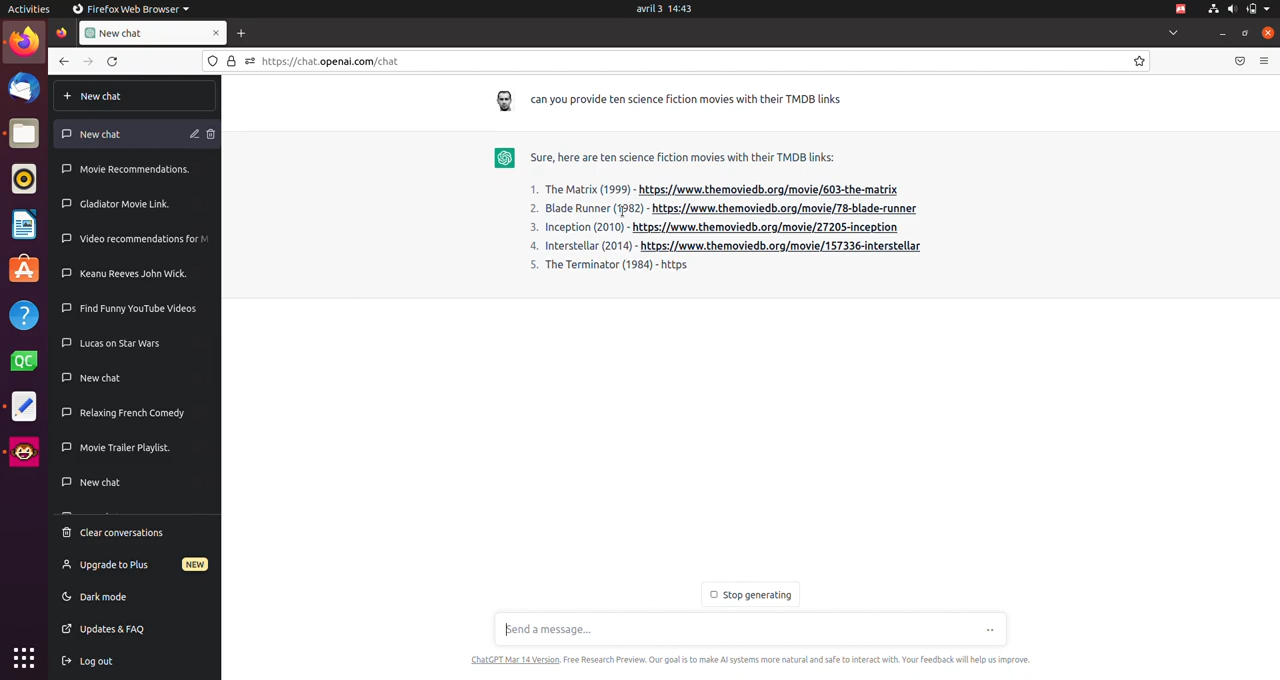 Activities
Firefox Web Browser
avril 3 14:43
New chat
https://chat.openai.com/chat
New chat
New chat
Movie Recommendations.
Gladiator Movie Link.
Video recommendations for M
Keanu Reeves John Wick.
Find Funny YouTube Videos
Lucas on Star Wars
New chat
Relaxing French Comedy
Movie Trailer Playlist.
New chat
Clear conversations
Upgrade to Plus NEW
Dark mode
Updates & FAQ
Log out
QC
can you provide ten science fiction movies with their TMDB links
Sure, here are ten science fiction movies with their TMDB links:
1. The Matrix (1999) - https://www.themoviedb.org/movie/603-the-matrix
2. Blade Runner (1982) - https://www.themoviedb.org/movie/78-blade-runner
3. Inception (2010) - https://www.themoviedb.org/movie/27205-inception
4. Interstellar (2014) - https://www.themoviedb.org/movie/157336-interstellar
5. The Terminator (1984) - https
Stop generating
Send a message...
ChatGPT Mar 14 Version. Free Research Preview. Our goal is to make AI systems more natural and safe to interact with. Your feedback will help us improve.